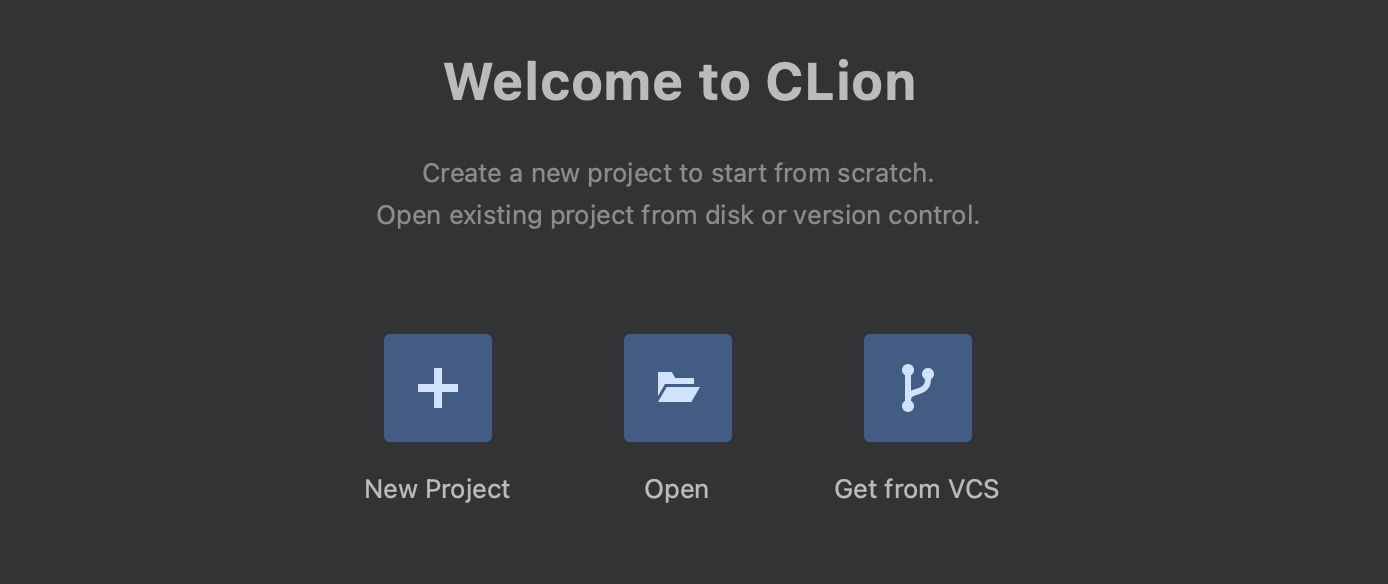 Welcome to CLion
Create a new project to start from scratch.
Open existing project from disk or version control.
New Project
Open
Get from VCS